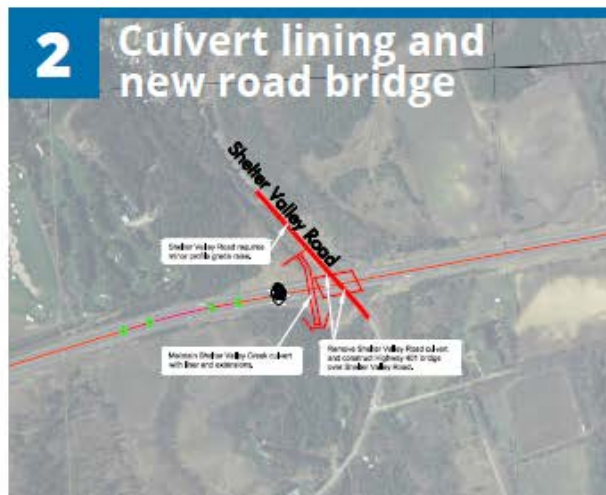 2
Culvert lining and
new road bridge
Shelter Valley Road
Shelter Valley Road requires
minor profile grade raise.
Maintain Shelter Valley Creek culvert
with liner and extensions.
Remove Shelter Valley Road culvert
and construct Highway 401 bridge
over Shelter Valley Road.